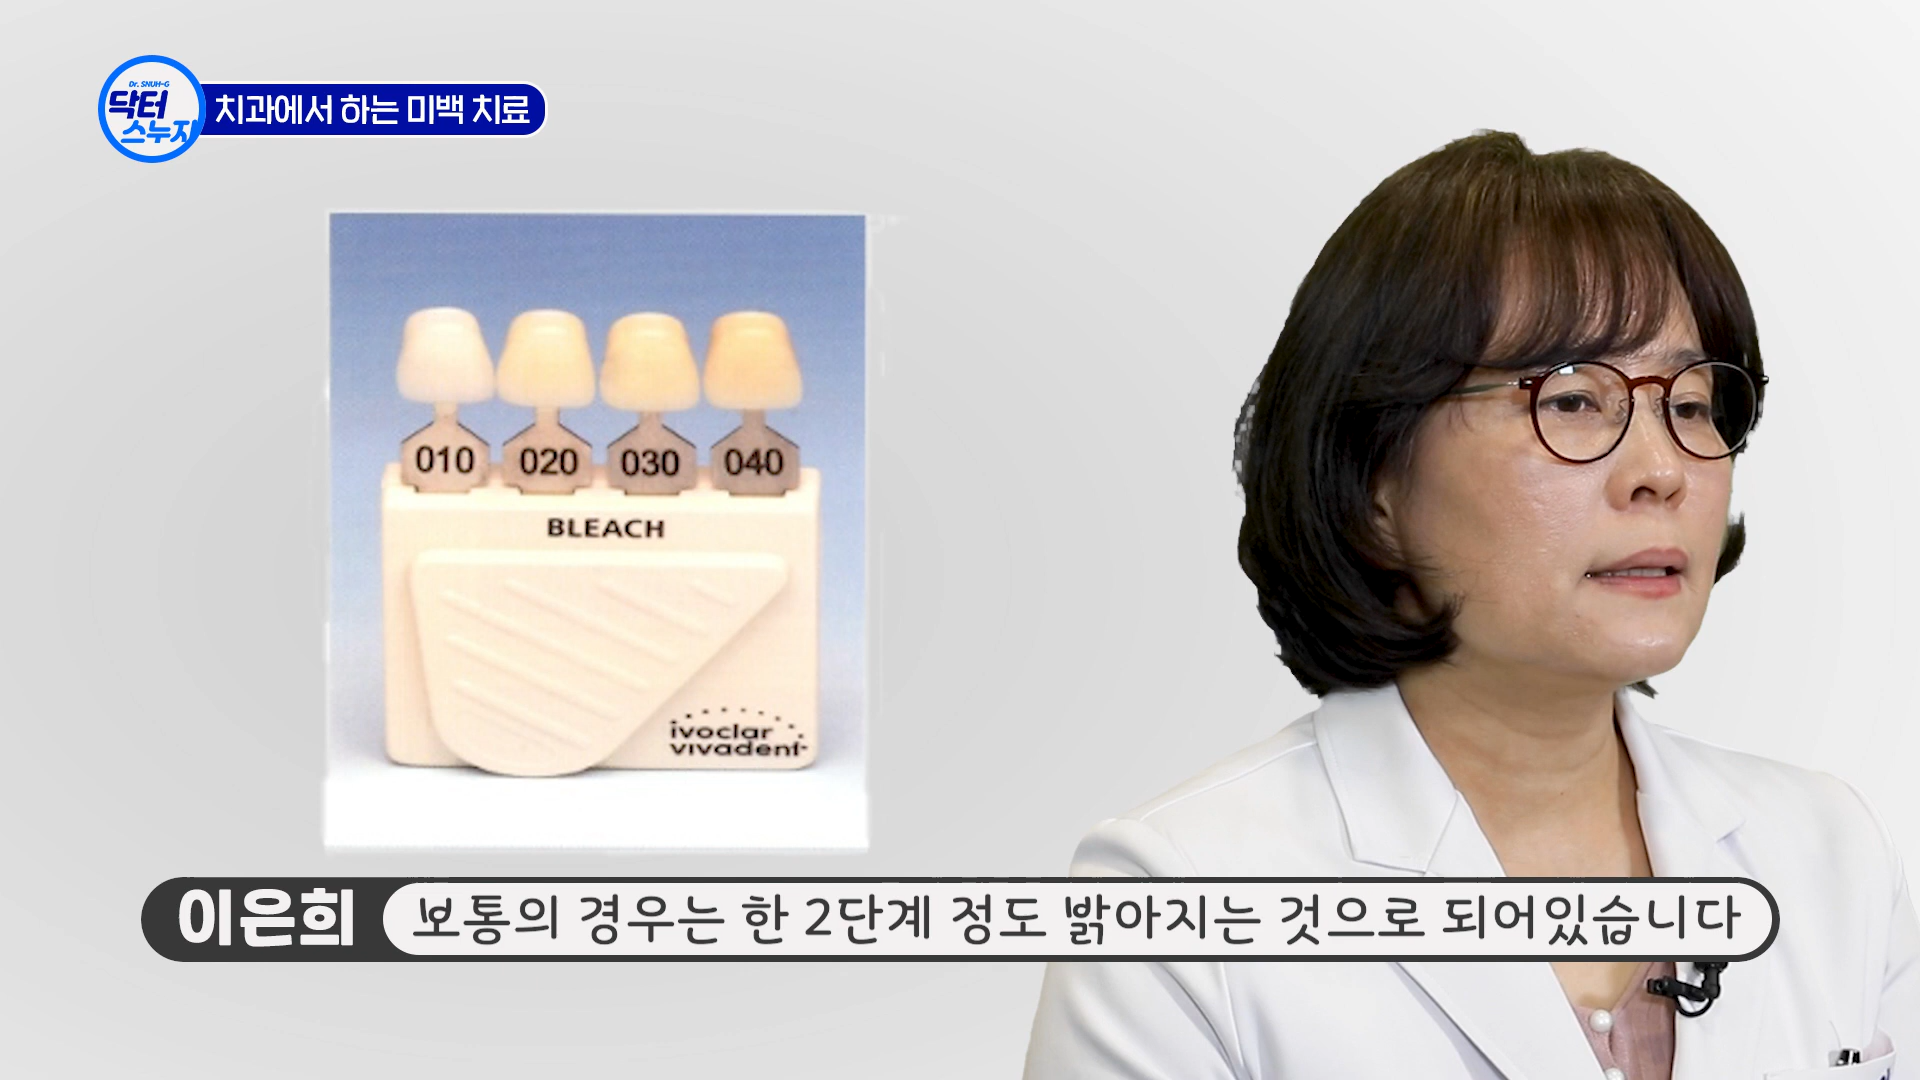 Dr. SNUH-G
닥터
스누지
치과에서 하는 미백 치료
010 020 030 040
BLEACH
ivoclar
vivadent
이은희 보통의 경우는 한 2단계 정도 밝아지는 것으로 되어있습니다